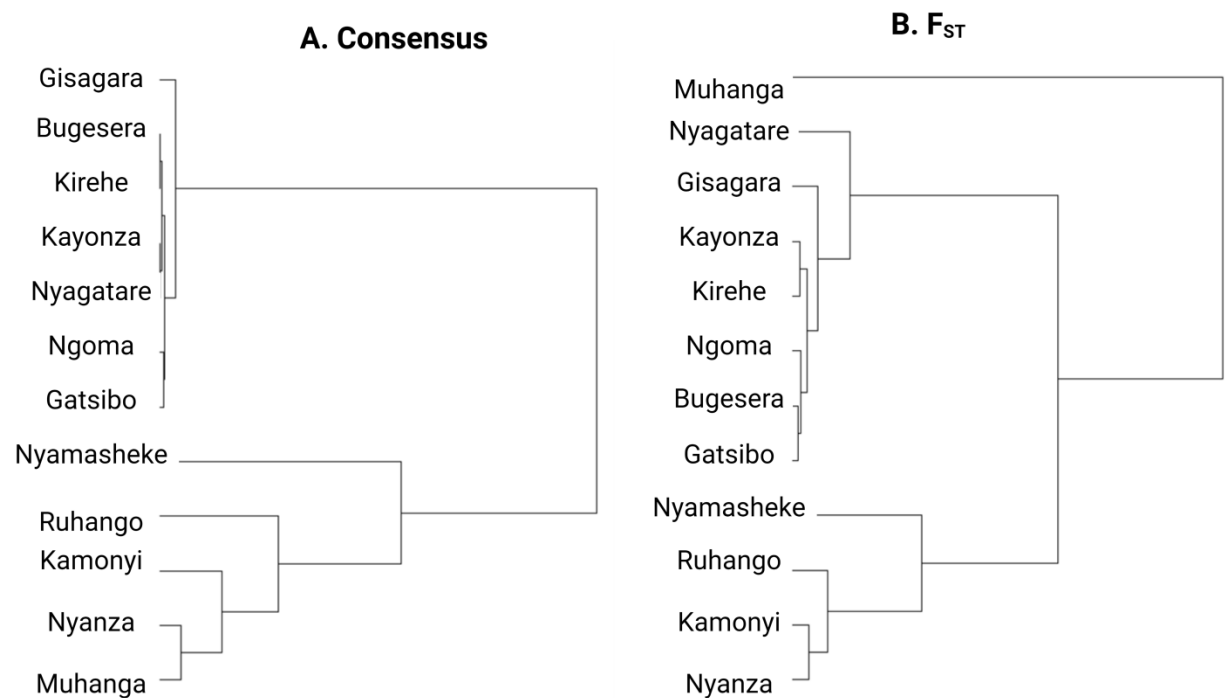 A. Consensus
Gisagara
Bugesera
Kirehe
Kayonza
Nyagatare
Ngoma
Gatsibo
Nyamasheke
Ruhango
Kamonyi
Nyanza
Muhanga
B. FST
Muhanga
Nyagatare
Gisagara
Kayonza
Kirehe
Ngoma
Bugesera
Gatsibo
Nyamasheke
Ruhango
Kamonyi
Nyanza